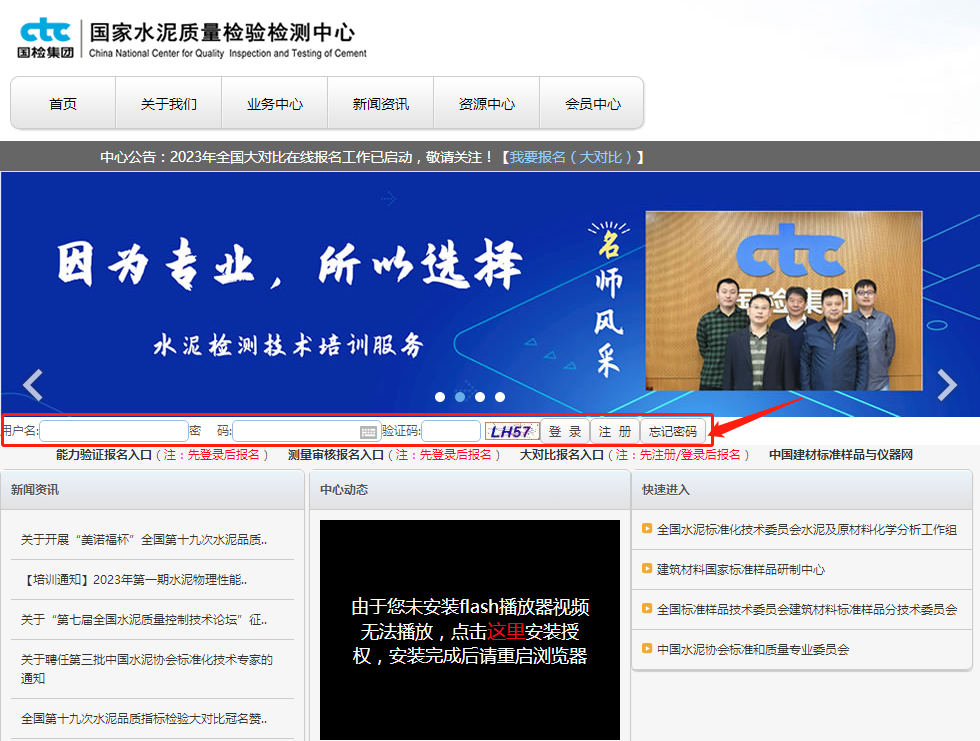 ctc 国检集团
国家水泥质量检验检测中心
China National Center for Quality Inspection and Testing of Cement
首页 关于我们 业务中心 新闻资讯 资源中心 会员中心
中心公告：2023年全国大对比在线报名工作已启动，敬请关注！【我要报名（大对比）】
因为专业，所以选择
水泥检测技术培训服务
名师风采
ctc
国检集团
用户名: 密 码: 验证码: LH57 登 录 注 册 忘记密码
能力验证报名入口（注：先登录后报名） 测量审核报名入口（注：先登录后报名） 大对比报名入口（注：先注册/登录后报名） 中国建材标准样品与仪器网
新闻资讯
关于开展“美诺福杯”全国第十九次水泥品质..
【培训通知】2023年第一期水泥物理性能..
关于“第七届全国水泥质量控制技术论坛”征..
关于聘任第三批中国水泥协会标准化技术专家的
通知
全国第十九次水泥品质指标检验大对比冠名赞..
中心动态
由于您未安装flash播放器视频
无法播放，点击这里安装授
权，安装完成后请重启浏览器
快速进入
全国水泥标准化技术委员会水泥及原材料化学分析工作组
建筑材料国家标准样品研制中心
全国标准样品技术委员会建筑材料标准样品分技术委员会
中国水泥协会标准和质量专业委员会